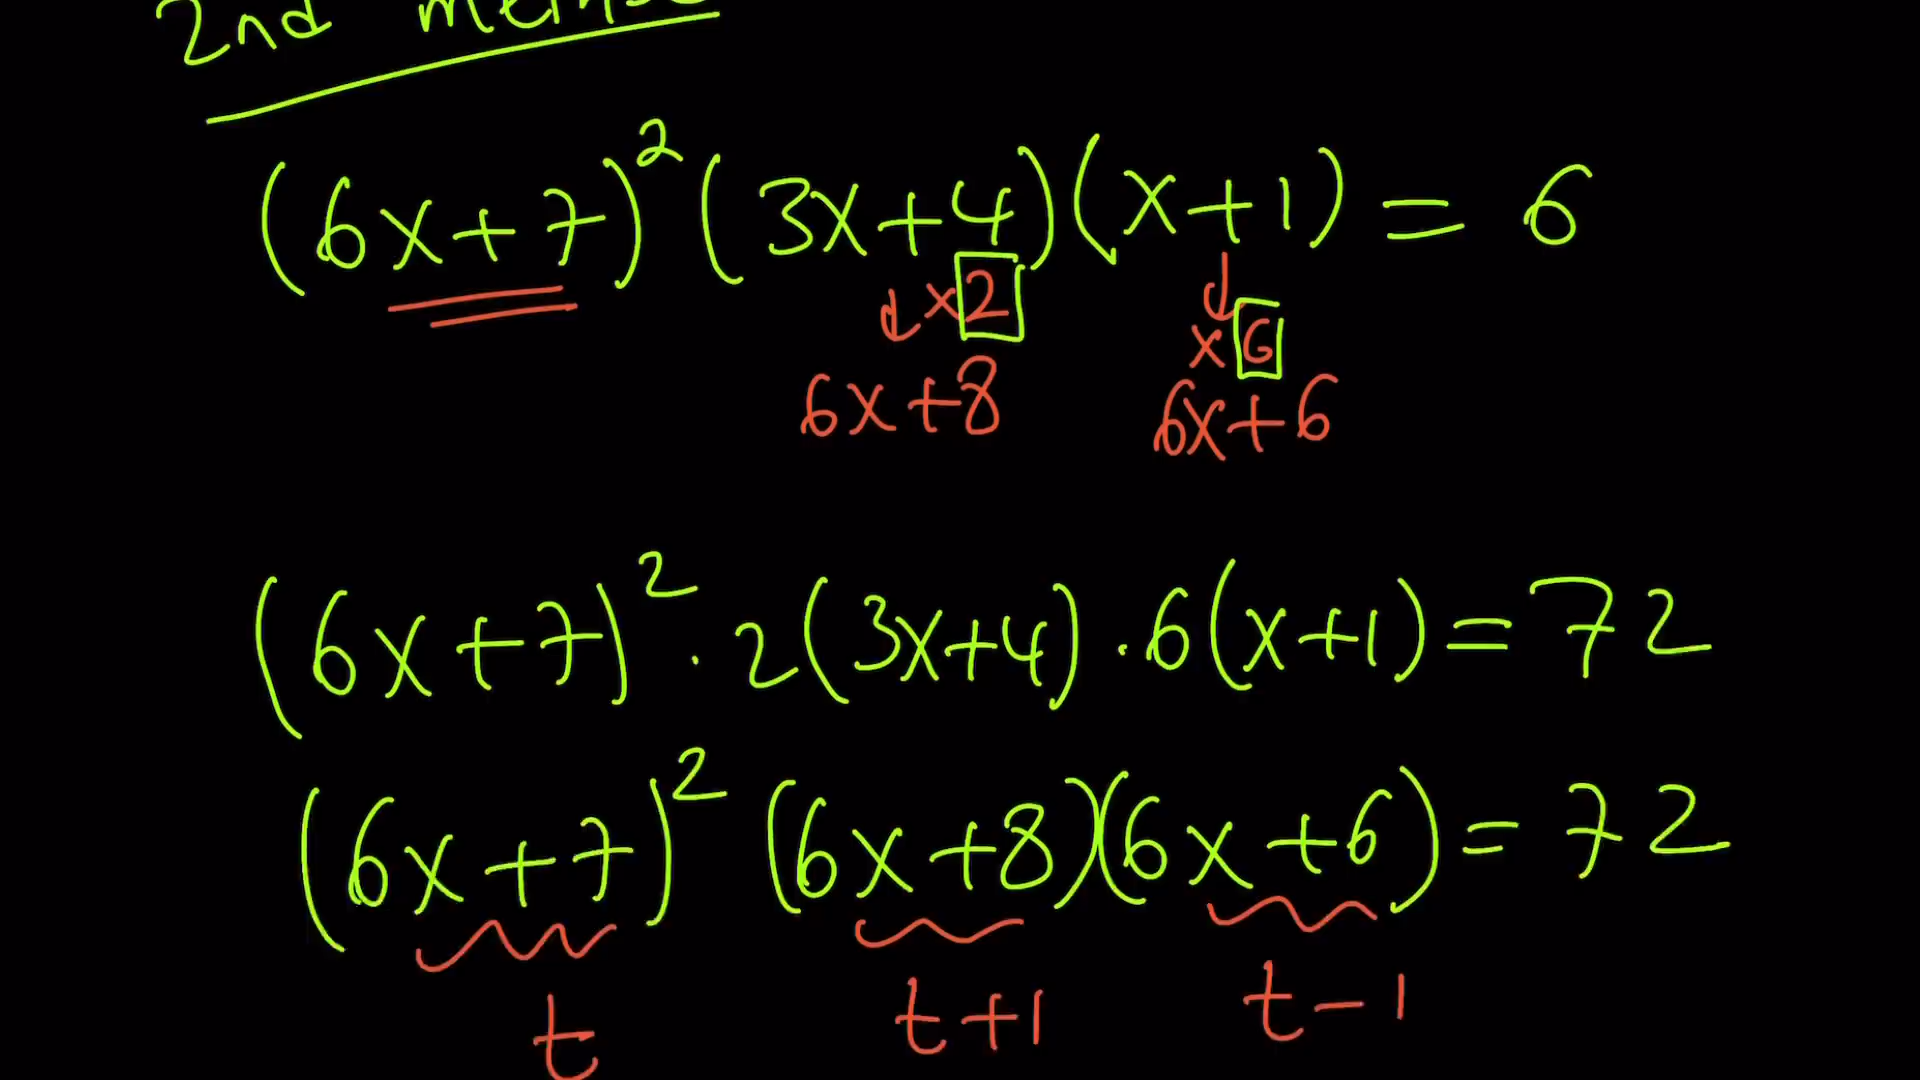 2nd method
(6x+7)²(3x+4)(x+1) = 6
↓ ×2 ↓ ×6
6x+8 6x+6
(6x+7)² · 2(3x+4) · 6(x+1) = 72
(6x+7)² (6x+8)(6x+6) = 72
t t+1 t-1